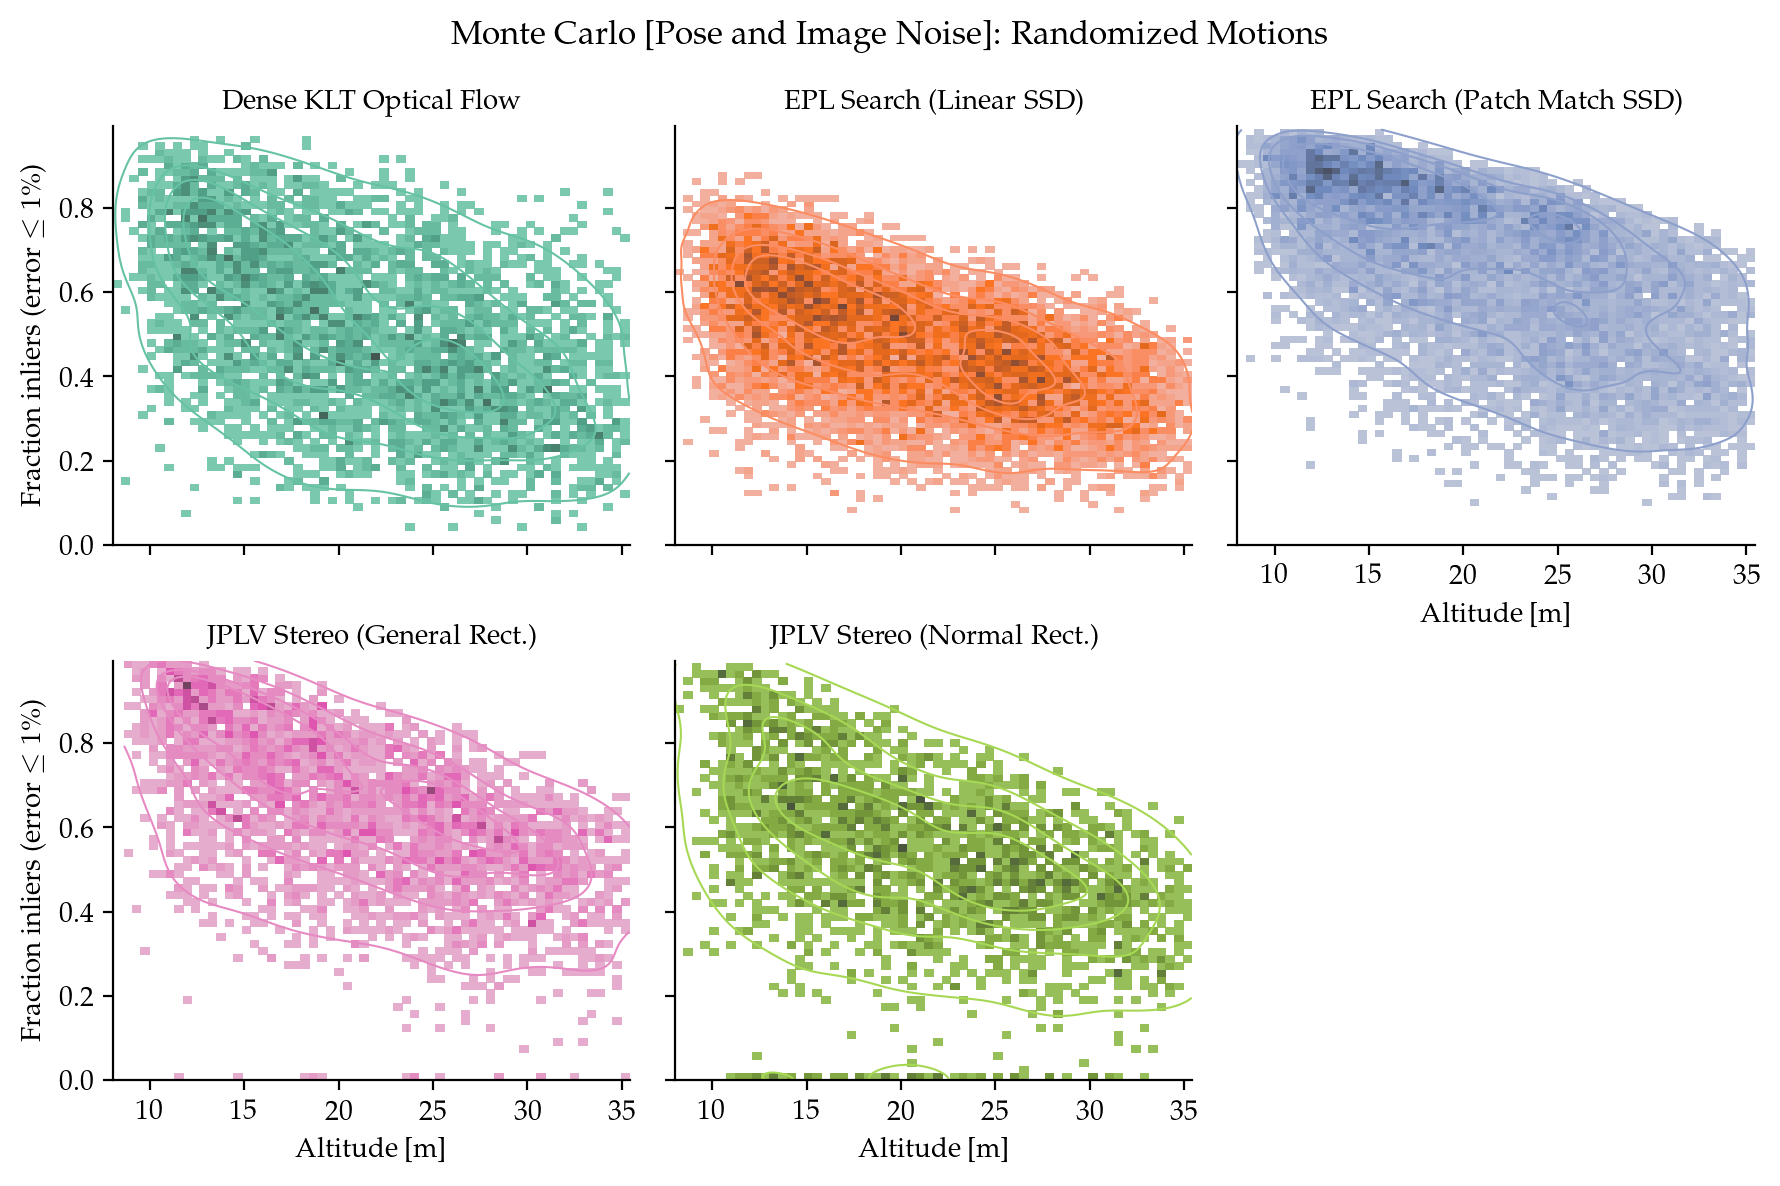 Monte Carlo [Pose and Image Noise]: Randomized Motions
Dense KLT Optical Flow
EPL Search (Linear SSD)
EPL Search (Patch Match SSD)
Fraction inliers (error ≤ 1%)
0.8
0.6
0.4
0.2
0.0
10 15 20 25 30 35
Altitude [m]
JPLV Stereo (General Rect.)
JPLV Stereo (Normal Rect.)
Fraction inliers (error ≤ 1%)
0.8
0.6
0.4
0.2
0.0
10 15 20 25 30 35
10 15 20 25 30 35
Altitude [m]
Altitude [m]